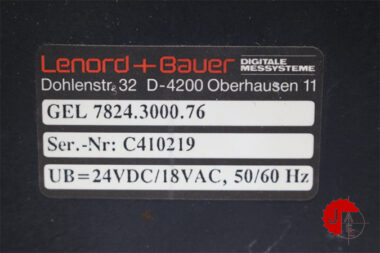 Lenord + Bauer DIGITALE MESSYSTEME
Dohlenstr. 32 D-4200 Oberhausen 11
GEL 7824.3000.76
Ser.-Nr: C410219
UB=24VDC/18VAC, 50/60 Hz